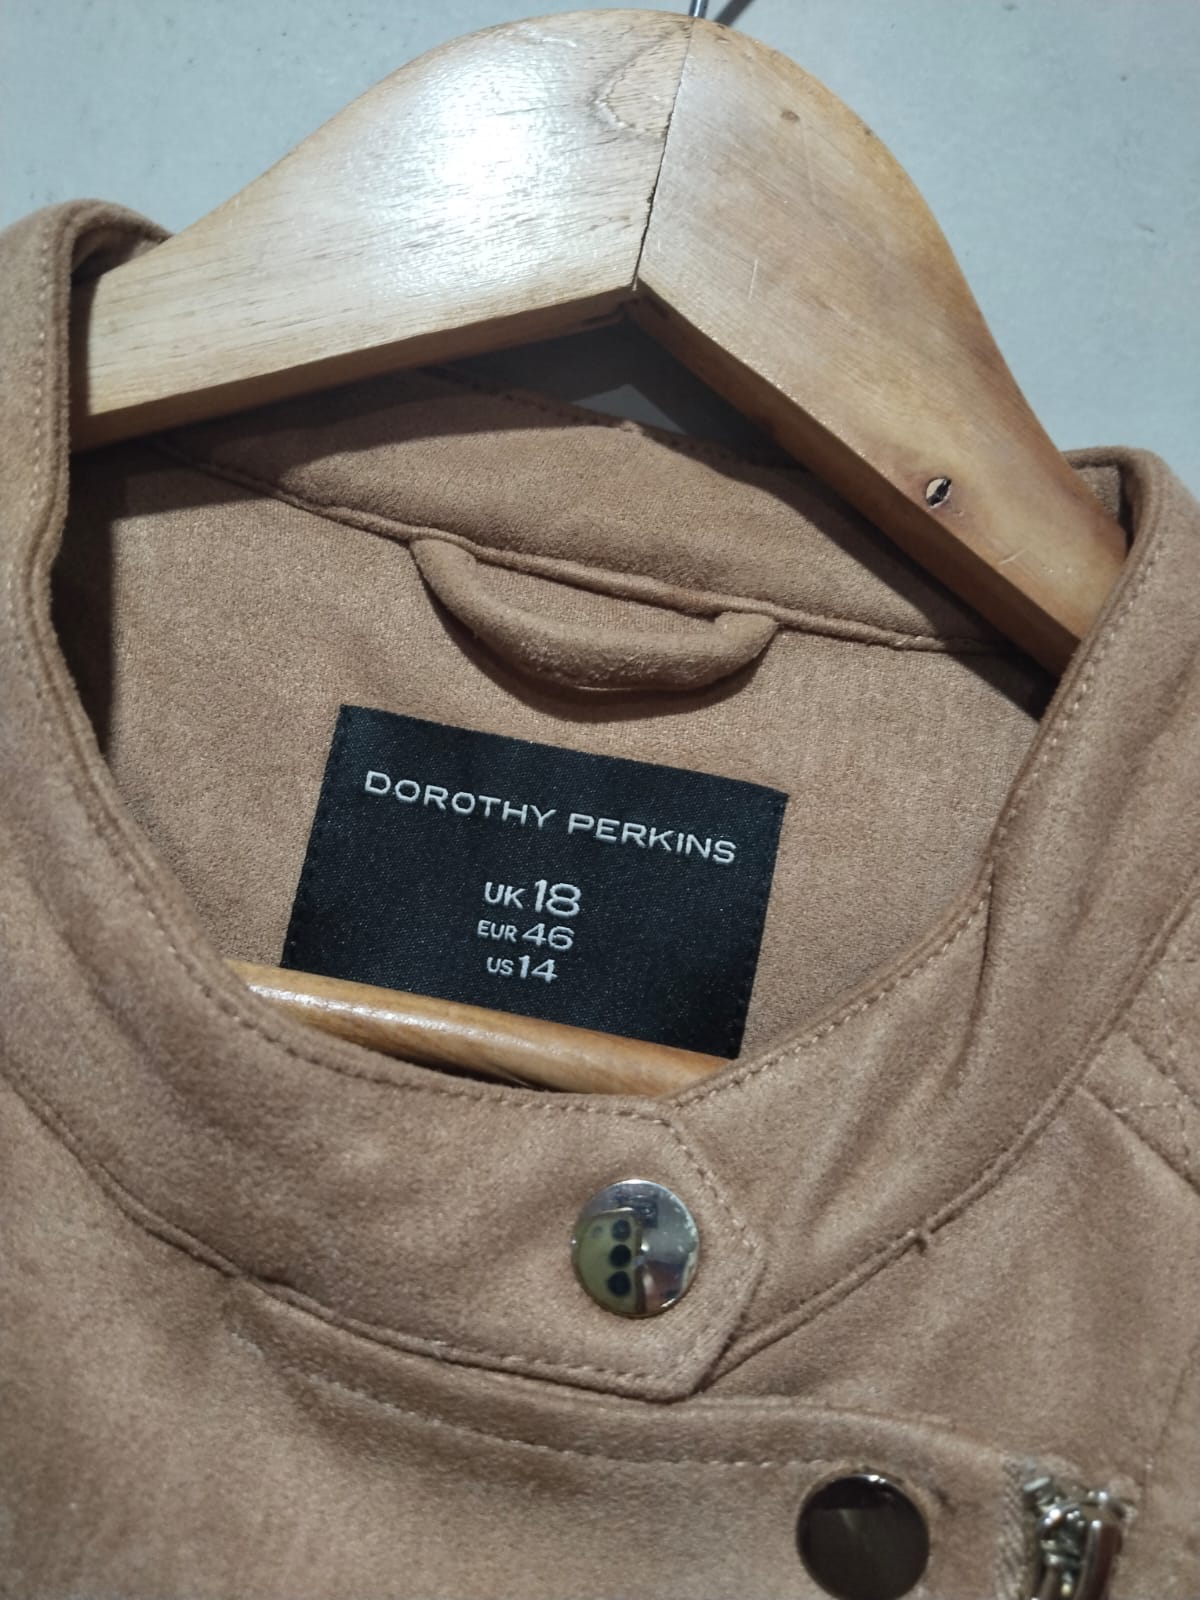 DOROTHY PERKINS
UK 18
EUR 46
US 14